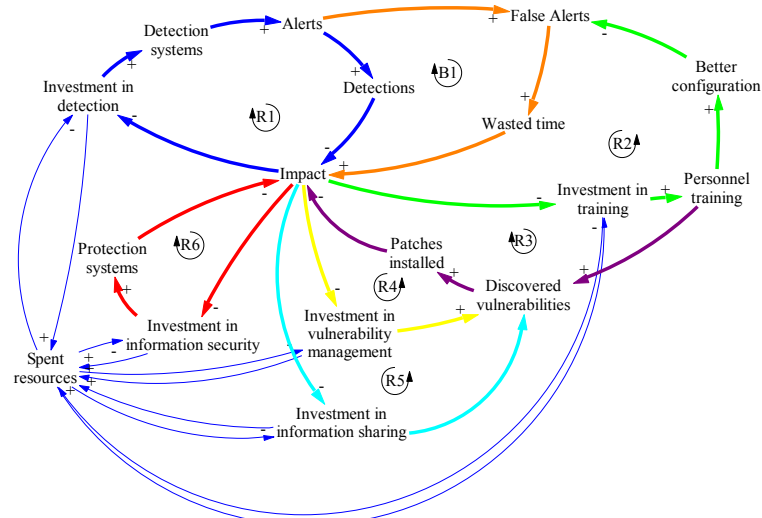 Detection
systems
Alerts
False Alerts
Investment in
detection
Detections
B1
Better
configuration
R1
Wasted time
R2
Impact
Investment in
training
Personnel
training
Protection
systems
R6
Patches
installed
R3
R4
Discovered
vulnerabilities
Investment in
information security
Investment in
vulnerability
management
Spent
resources
R5
Investment in
information sharing